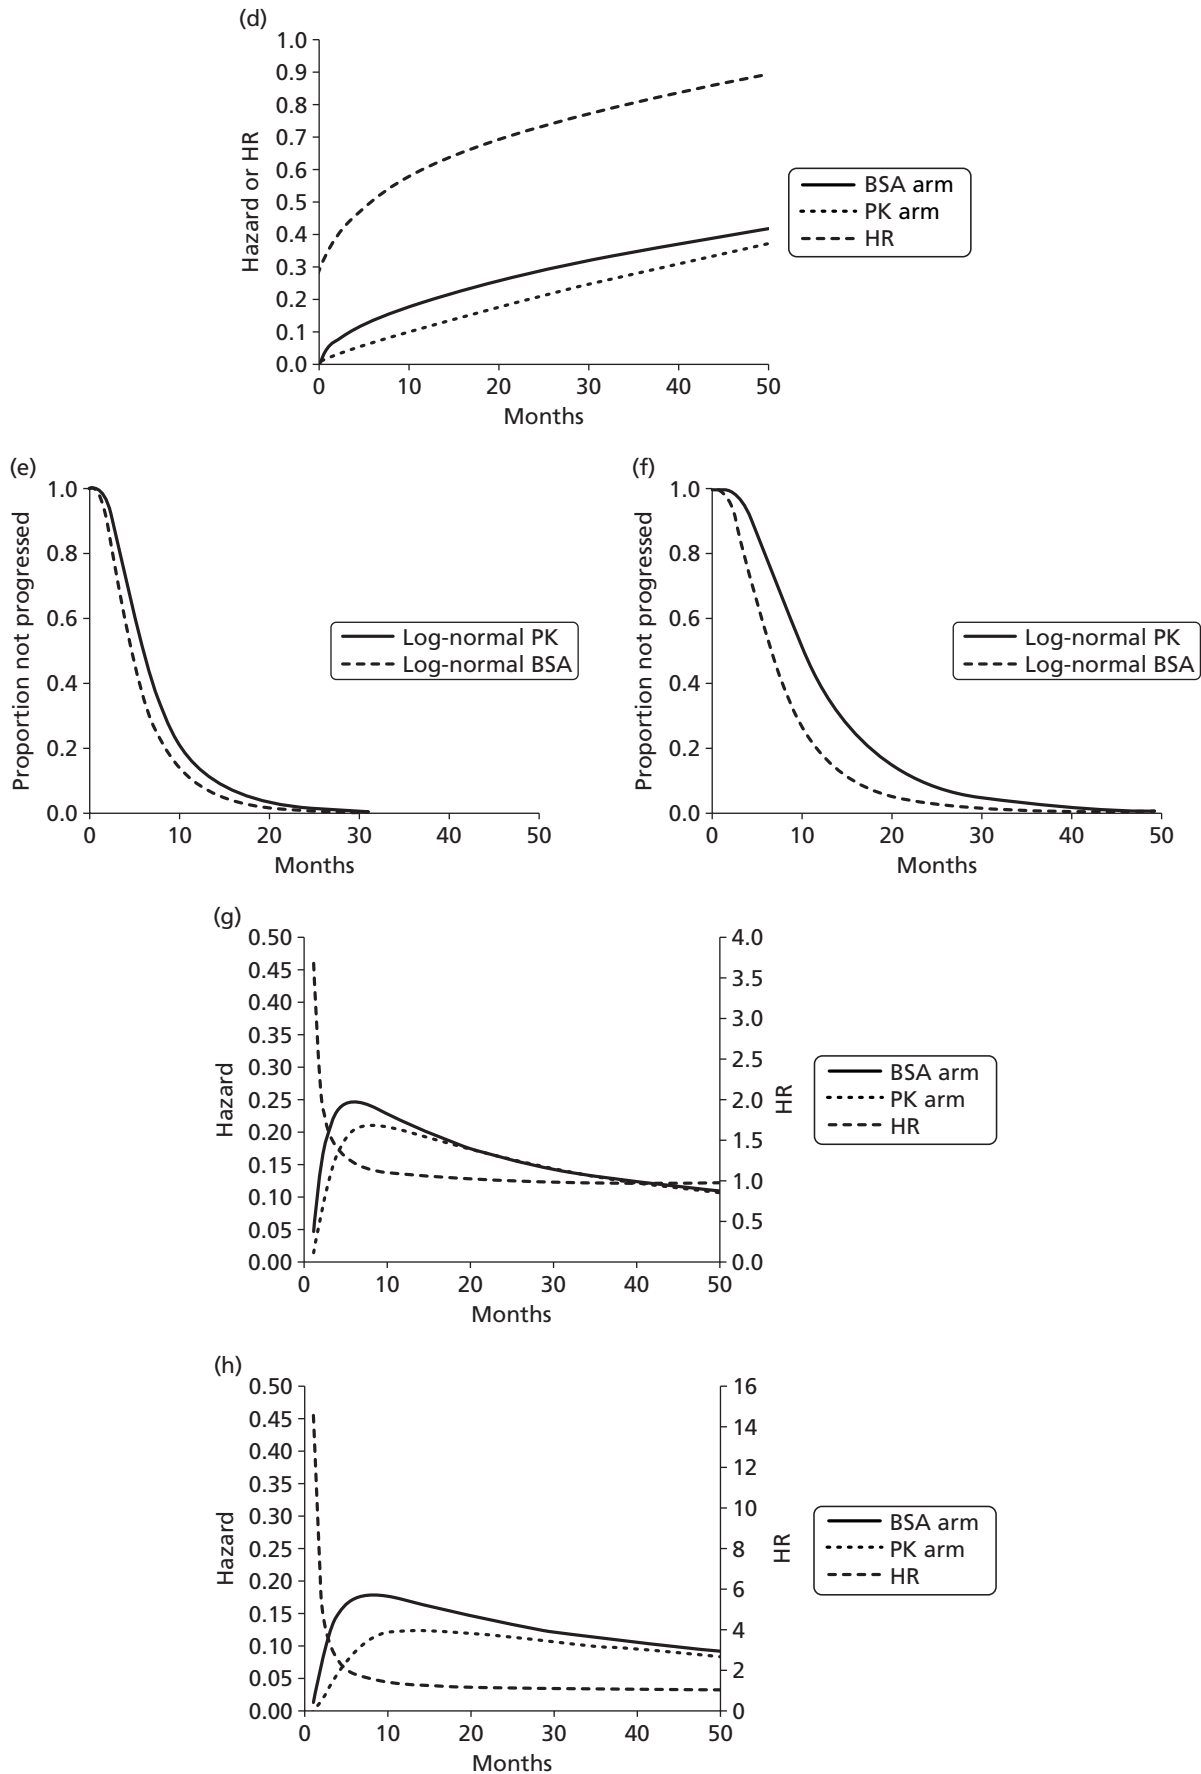 (d)
1.0
0.9
0.8
0.7
0.6
0.5
0.4
0.3
0.2
0.1
0.0
Hazard or HR
0 10 20 30 40 50
Months
BSA arm
PK arm
HR
(e)
1.0
0.8
0.6
0.4
0.2
0.0
Proportion not progressed
0 10 20 30 40 50
Months
Log-normal PK
Log-normal BSA
(f)
1.0
0.8
0.6
0.4
0.2
0.0
Proportion not progressed
0 10 20 30 40 50
Months
Log-normal PK
Log-normal BSA
(g)
0.50
0.45
0.40
0.35
0.30
0.25
0.20
0.15
0.10
0.05
0.00
Hazard
4.0
3.5
3.0
2.5
2.0
1.5
1.0
0.5
0.0
HR
0 10 20 30 40 50
Months
BSA arm
PK arm
HR
(h)
0.50
0.45
0.40
0.35
0.30
0.25
0.20
0.15
0.10
0.05
0.00
Hazard
16
14
12
10
8
6
4
2
0
HR
0 10 20 30 40 50
Months
BSA arm
PK arm
HR